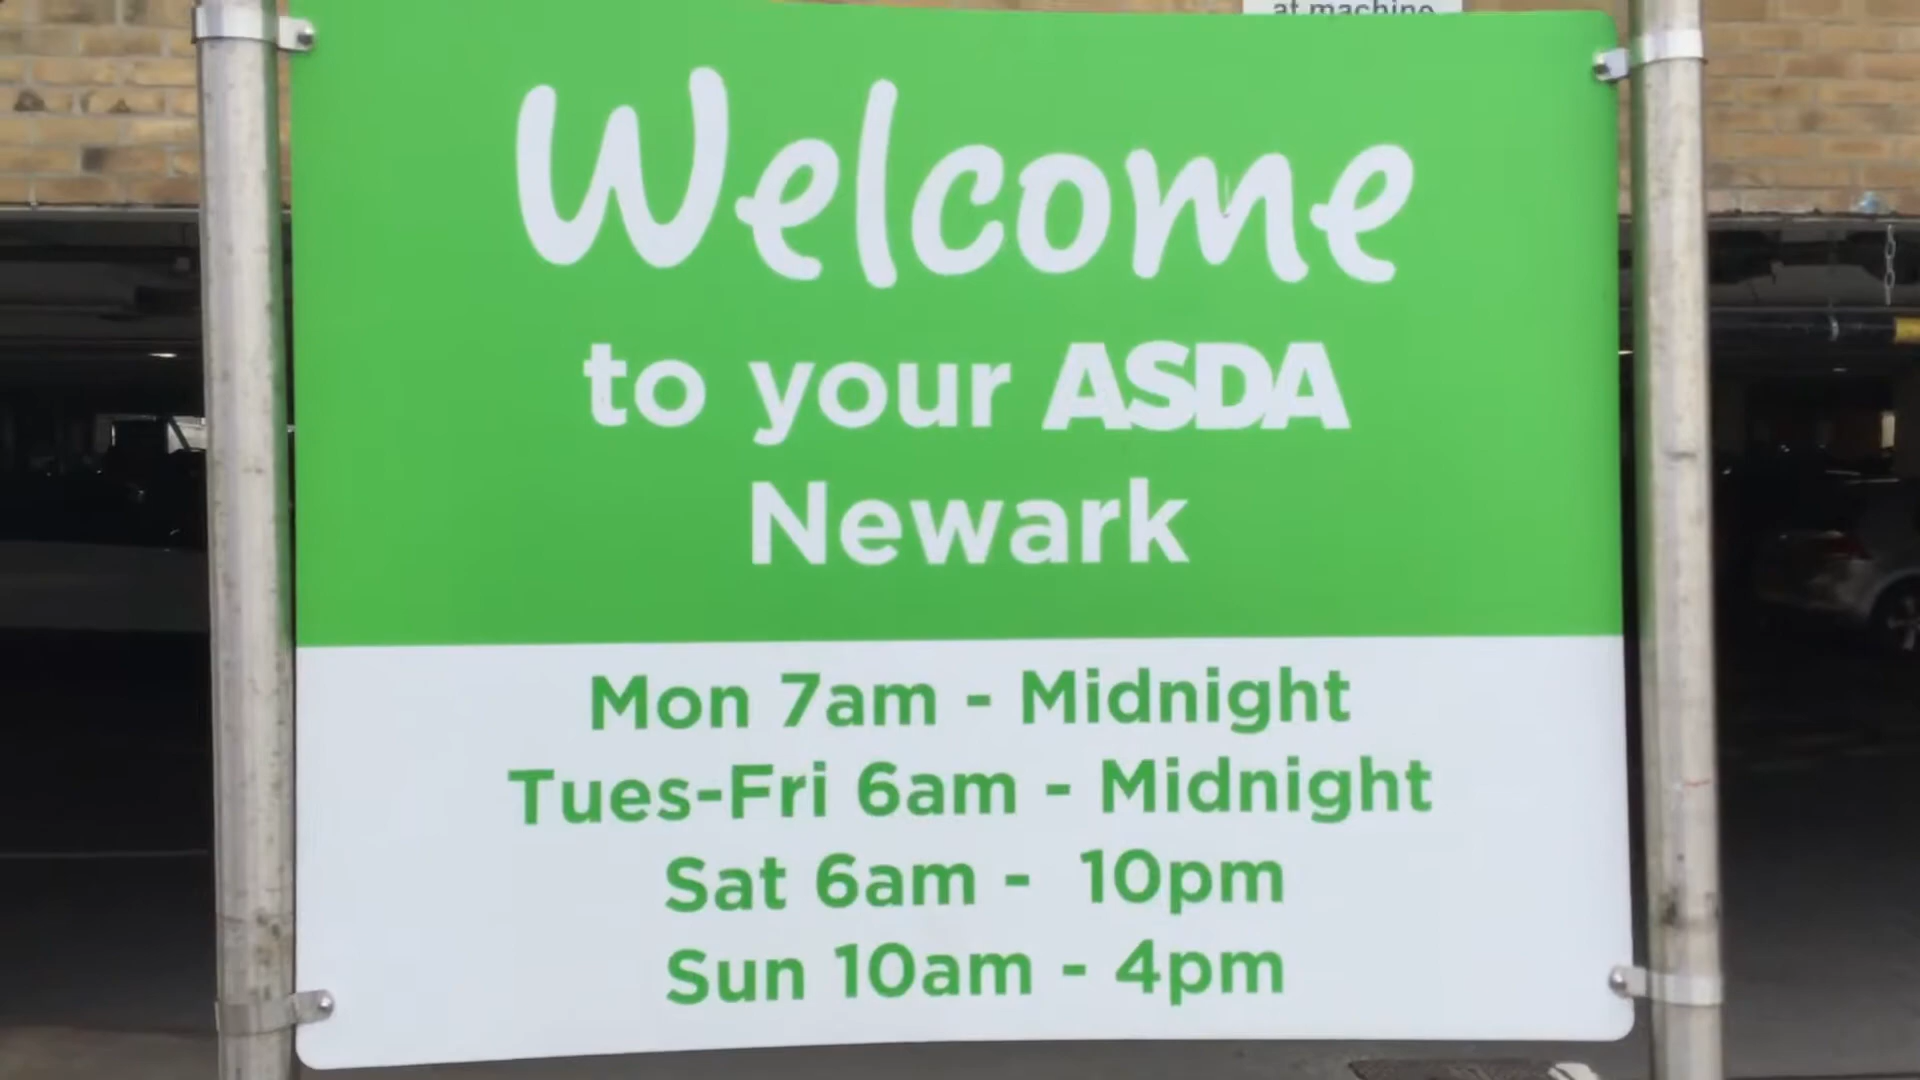 at machine
Welcome
to your ASDA
Newark
Mon 7am - Midnight
Tues-Fri 6am - Midnight
Sat 6am - 10pm
Sun 10am - 4pm